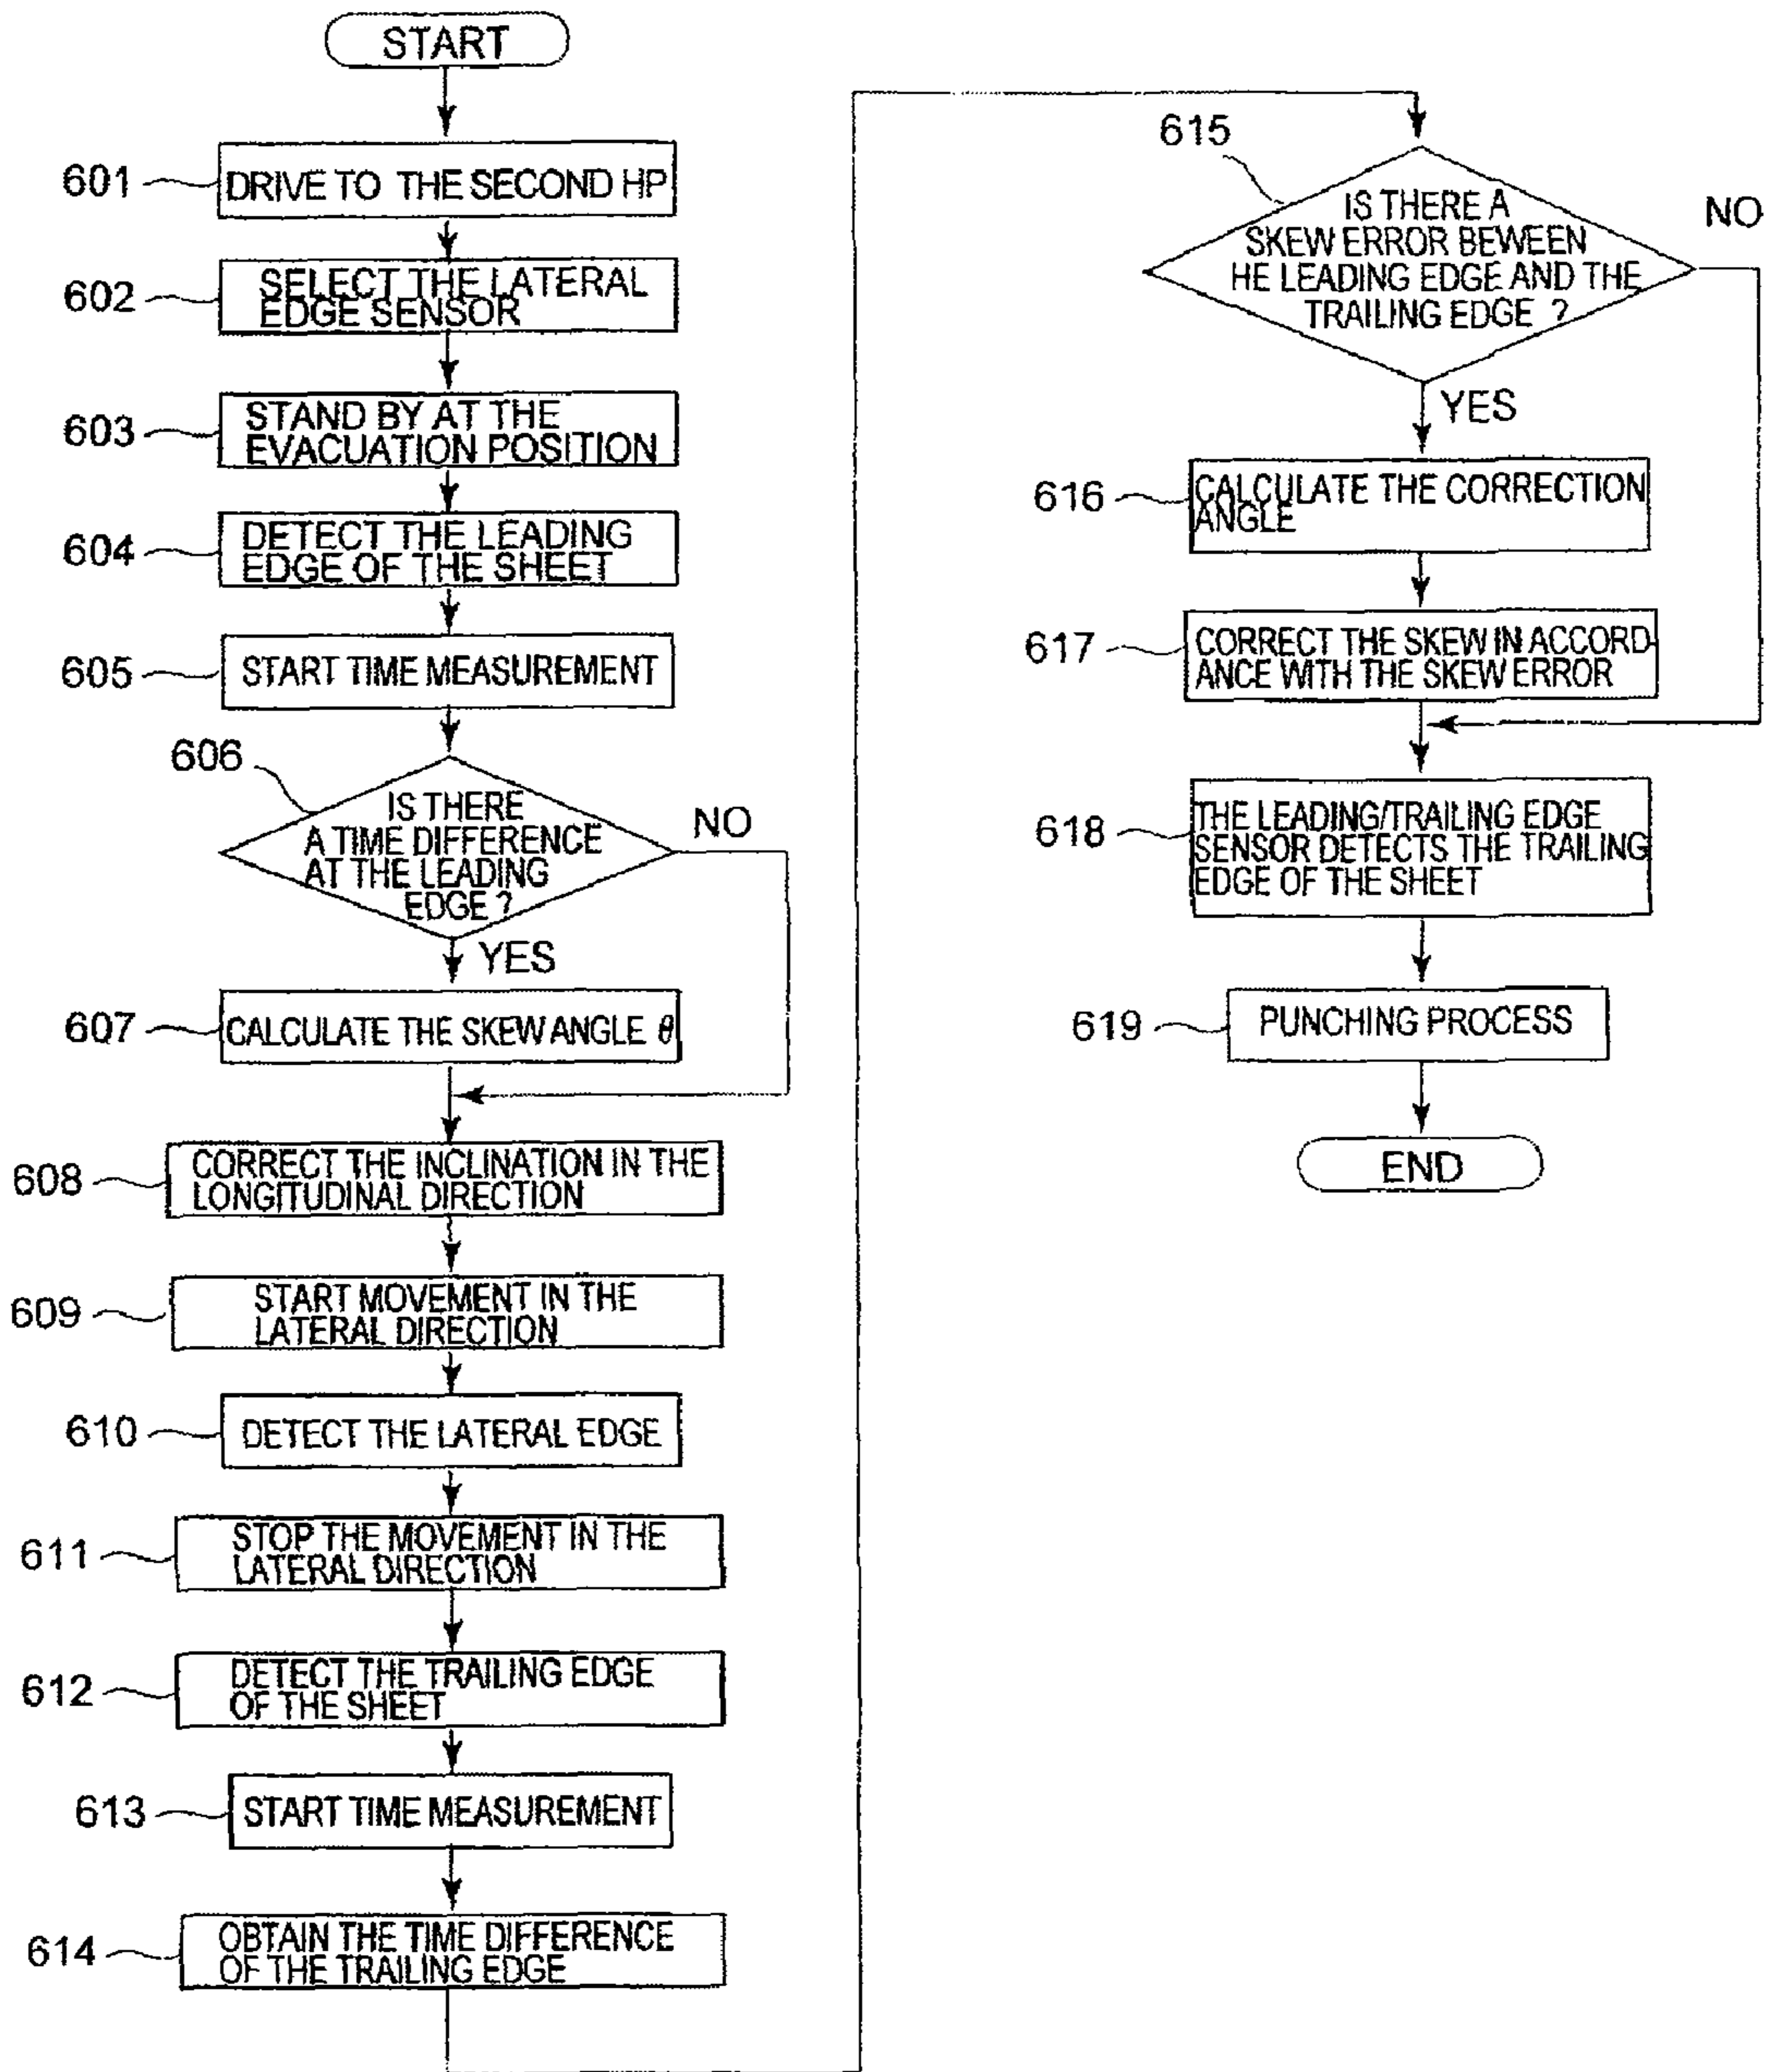 START
601
DRIVE TO THE SECOND HP
602
SELECT THE LATERAL
EDGE SENSOR
603
STAND BY AT THE
EVACUATION POSITION
604
DETECT THE LEADING
EDGE OF THE SHEET
605
START TIME MEASUREMENT
606
IS THERE
A TIME DIFFERENCE
AT THE LEADING
EDGE ?
NO
YES
607
CALCULATE THE SKEW ANGLE θ
608
CORRECT THE INCLINATION IN THE
LONGITUDINAL DIRECTION
609
START MOVEMENT IN THE
LATERAL DIRECTION
610
DETECT THE LATERAL EDGE
611
STOP THE MOVEMENT IN THE
LATERAL DIRECTION
612
DETECT THE TRAILING EDGE
OF THE SHEET
613
START TIME MEASUREMENT
614
OBTAIN THE TIME DIFFERENCE
OF THE TRAILING EDGE
615
IS THERE A
SKEW ERROR BEWEEN
HE LEADING EDGE AND THE
TRAILING EDGE ?
NO
YES
616
CALCULATE THE CORRECTION
ANGLE
617
CORRECT THE SKEW IN ACCORD-
ANCE WITH THE SKEW ERROR
618
THE LEADING/TRAILING EDGE
SENSOR DETECTS THE TRAILING
EDGE OF THE SHEET
619
PUNCHING PROCESS
END